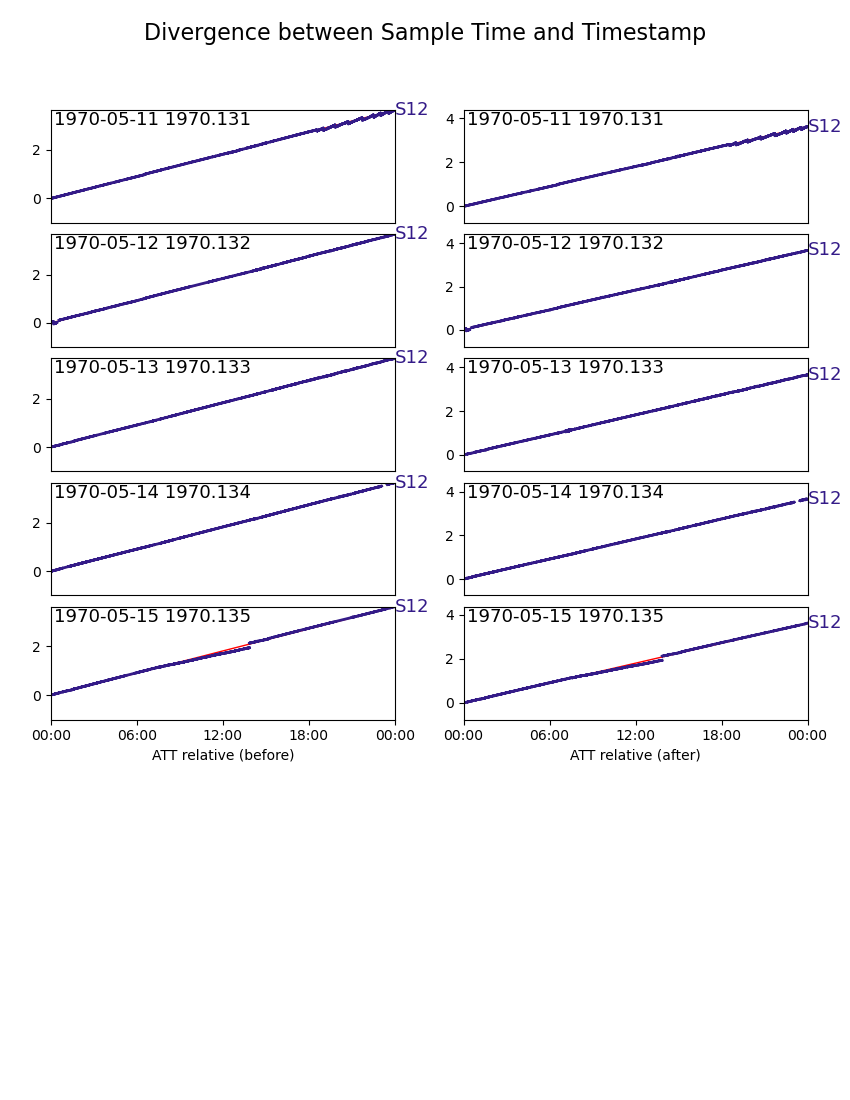 Divergence between Sample Time and Timestamp
1970-05-11 1970.131
S12
2
0
1970-05-11 1970.131
S12
4
2
0
1970-05-12 1970.132
S12
2
0
1970-05-12 1970.132
S12
4
2
0
1970-05-13 1970.133
S12
2
0
1970-05-13 1970.133
S12
4
2
0
1970-05-14 1970.134
S12
2
0
1970-05-14 1970.134
S12
4
2
0
1970-05-15 1970.135
S12
2
0
1970-05-15 1970.135
S12
4
2
0
00:00 06:00 12:00 18:00 00:00
ATT relative (before)
00:00 06:00 12:00 18:00 00:00
ATT relative (after)